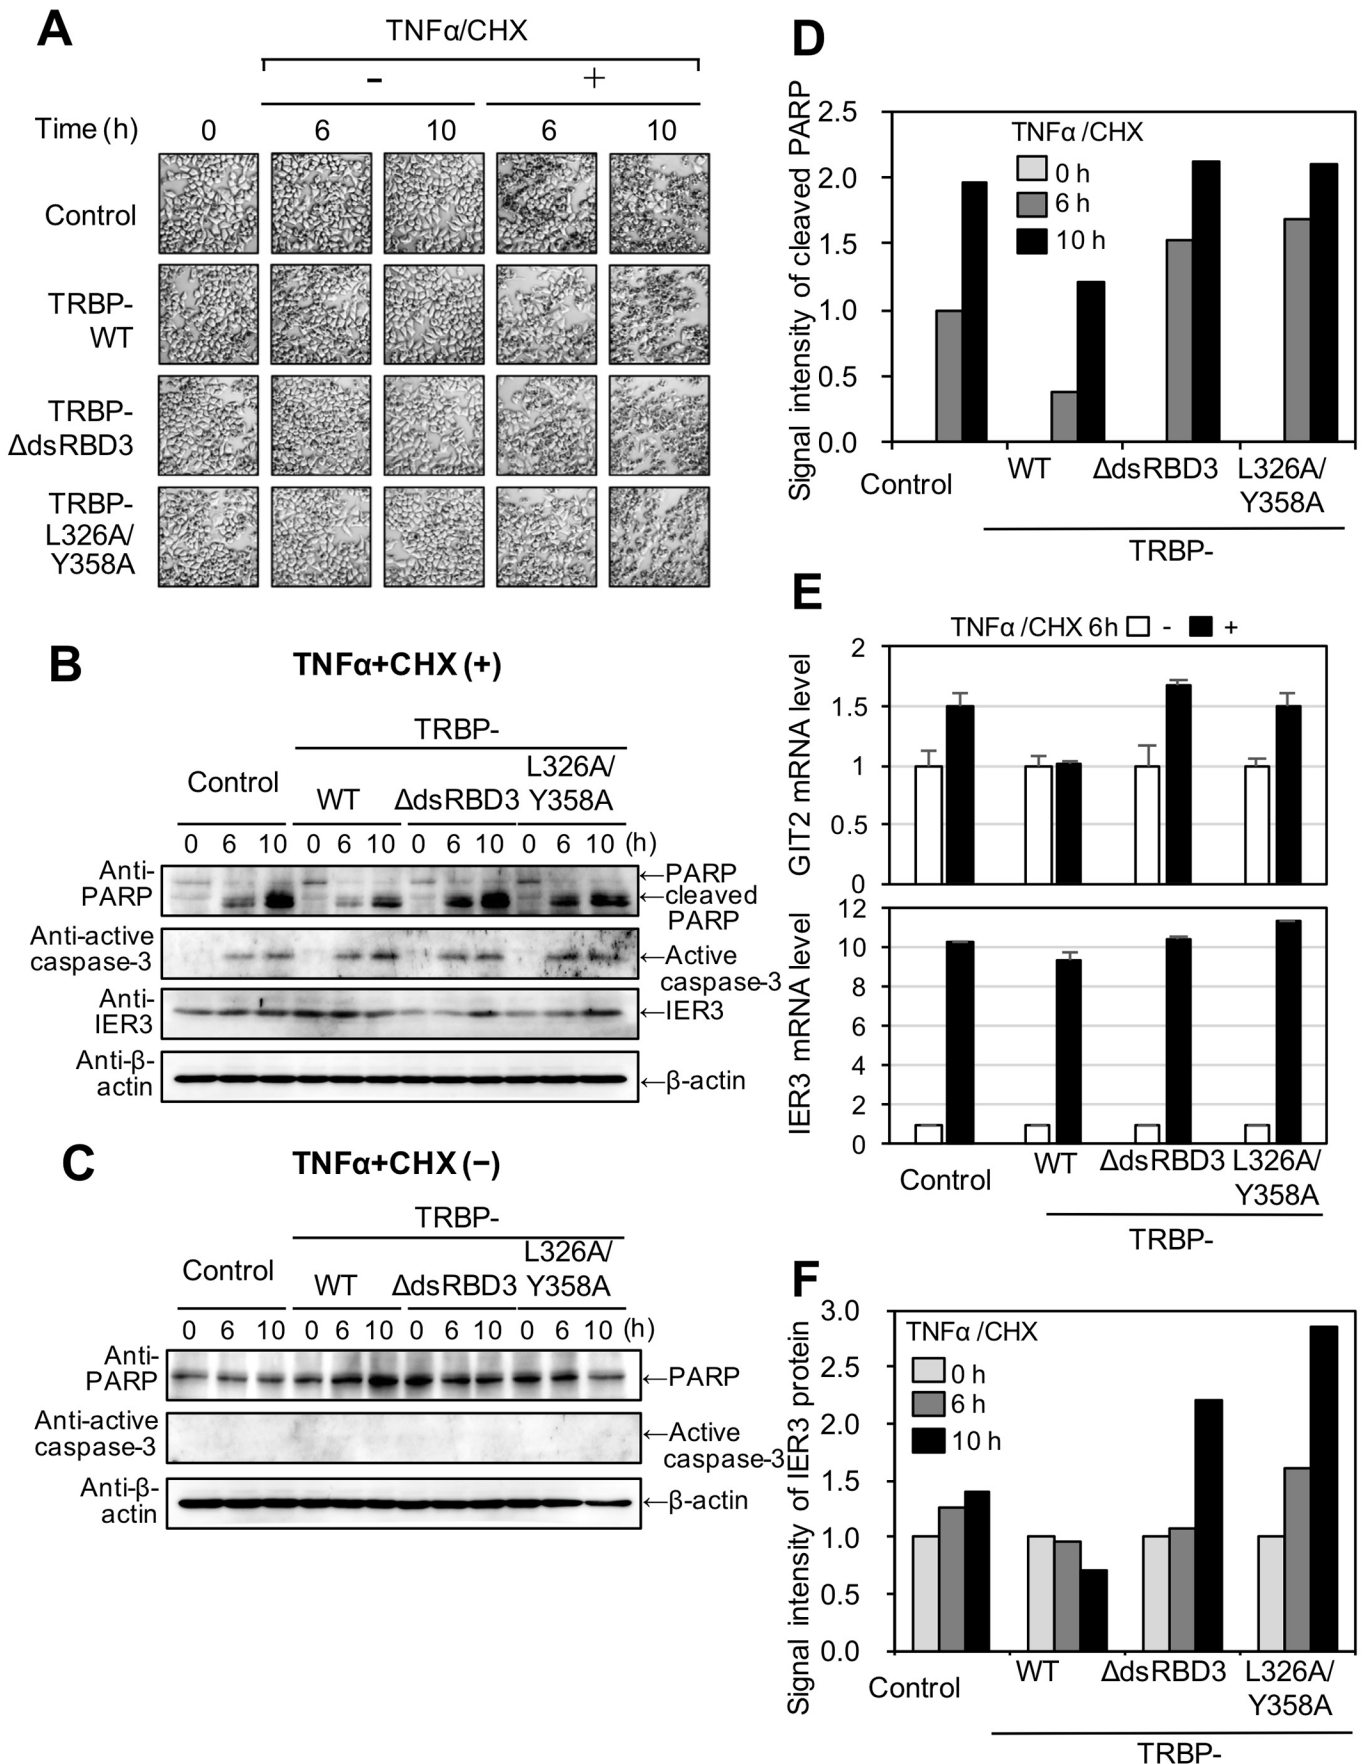 A
TNFα/CHX
− +
Time (h) 0 6 10 6 10
Control
TRBP-
WT
TRBP-
ΔdsRBD3
TRBP-
L326A/
Y358A
B
TNFα+CHX (+)
TRBP-
Control WT ΔdsRBD3 L326A/
Y358A
0 6 10 0 6 10 0 6 10 0 6 10 (h)
Anti-
PARP
←PARP
←cleaved
PARP
Anti-active
caspase-3
←Active
caspase-3
Anti-
IER3
←IER3
Anti-β-
actin
←β-actin
C
TNFα+CHX (−)
TRBP-
Control WT ΔdsRBD3 L326A/
Y358A
0 6 10 0 6 10 0 6 10 0 6 10 (h)
Anti-
PARP
←PARP
Anti-active
caspase-3
←Active
caspase-3
Anti-β-
actin
←β-actin
D
Signal intensity of cleaved PARP
2.5
2.0
1.5
1.0
0.5
0.0
TNFα /CHX
0 h
6 h
10 h
Control WT ΔdsRBD3 L326A/
Y358A
TRBP-
E
TNFα /CHX 6h - +
GIT2 mRNA level
2
1.5
1
0.5
0
IER3 mRNA level
12
10
8
6
4
2
0
Control WT ΔdsRBD3 L326A/
Y358A
TRBP-
F
Signal intensity of IER3 protein
3.0
2.5
2.0
1.5
1.0
0.5
0.0
TNFα /CHX
0 h
6 h
10 h
Control WT ΔdsRBD3 L326A/
Y358A
TRBP-